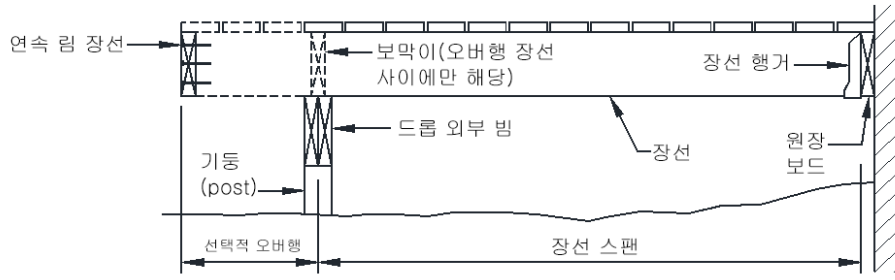 연속 림 장선
보막이(오버행 장선
사이에만 해당)
장선 행거
드롭 외부 빔
장선
원장
보드
기둥
(post)
선택적 오버행
장선 스팬